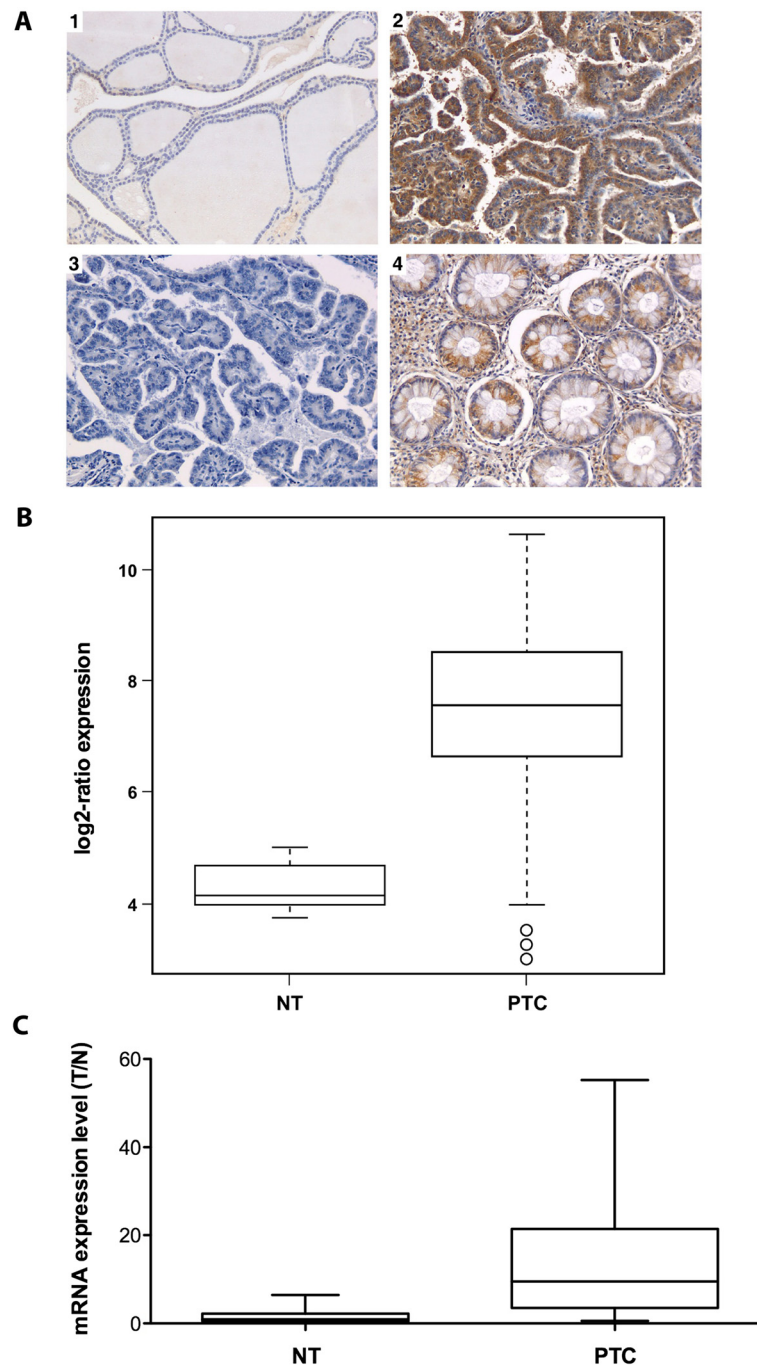 A
1
2
3
4
B
log2-ratio expression
10
8
6
4
NT
PTC
C
mRNA expression level (T/N)
60
40
20
0
NT
PTC